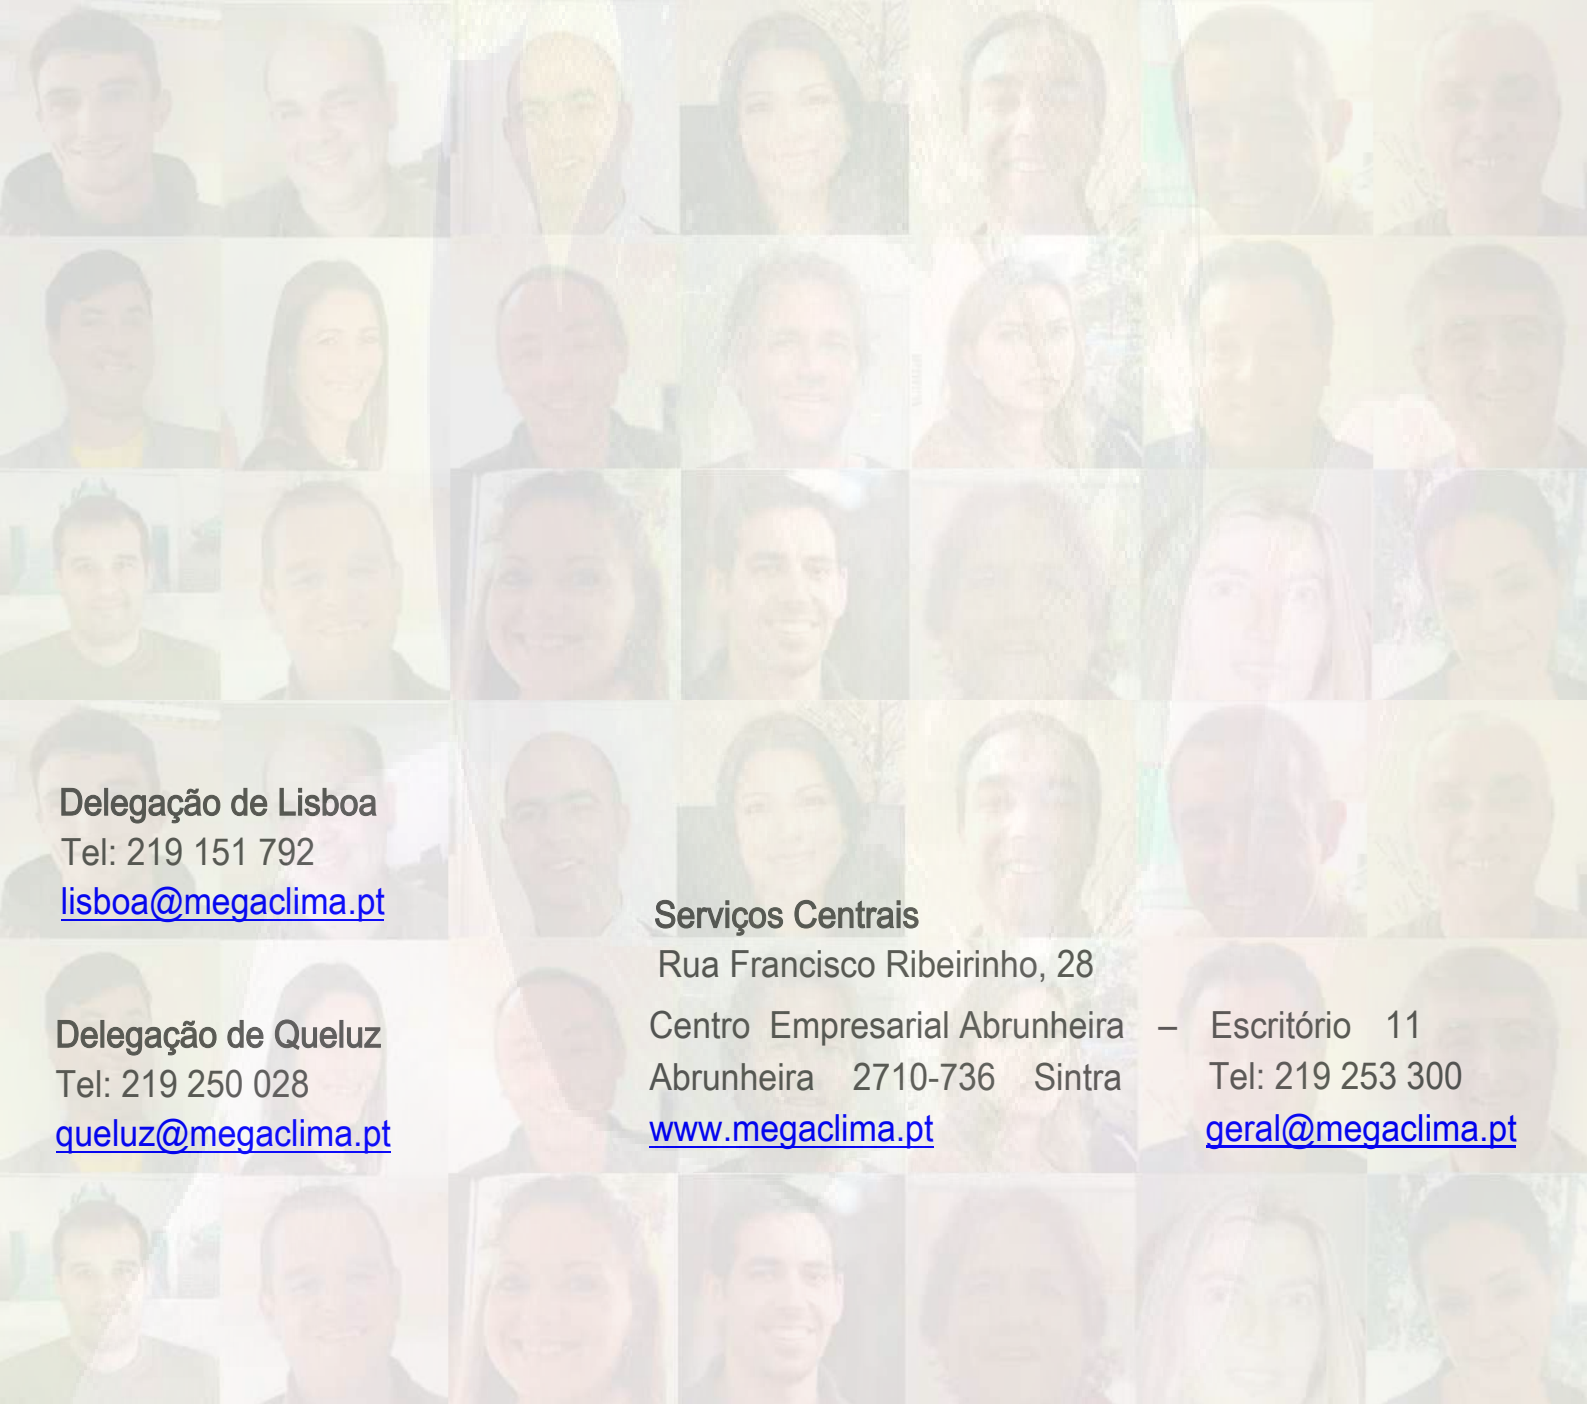 Delegação de Lisboa
Tel: 219 151 792
lisboa@megaclima.pt
Delegação de Queluz
Tel: 219 250 028
queluz@megaclima.pt
Serviços Centrais
Rua Francisco Ribeirinho, 28
Centro Empresarial Abrunheira – Escritório 11
Abrunheira 2710-736 Sintra Tel: 219 253 300
www.megaclima.pt geral@megaclima.pt